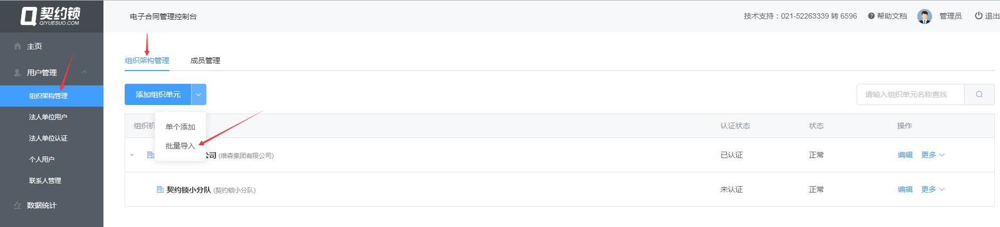 契约锁
QIYUESUO.COM
电子合同管理控制台
技术支持：021-52263339 转 6596
帮助文档
管理员
退出
主页
用户管理
组织架构管理
法人单位用户
法人单位认证
个人用户
联系人管理
数据统计
组织架构管理 成员管理
添加组织单元
请输入组织单元名称查找
单个添加
批量导入
组织机 认证状态 状态 操作
公司 (维森集团有限公司) 已认证 正常 编辑 更多
契约锁小分队 (契约锁小分队) 未认证 正常 编辑 更多